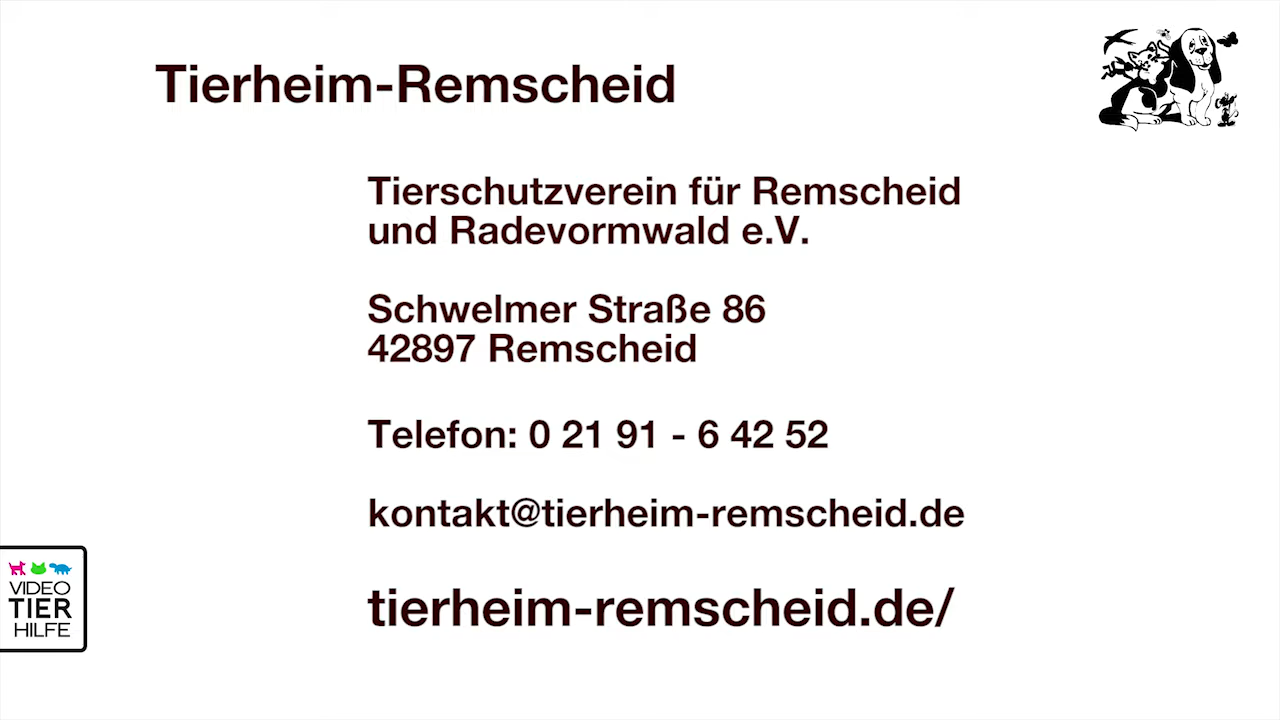 Tierheim-Remscheid
Tierschutzverein für Remscheid
und Radevormwald e.V.
Schwelmer Straße 86
42897 Remscheid
Telefon: 0 21 91 - 6 42 52
kontakt@tierheim-remscheid.de
tierheim-remscheid.de/
VIDEO
TIER
HILFE